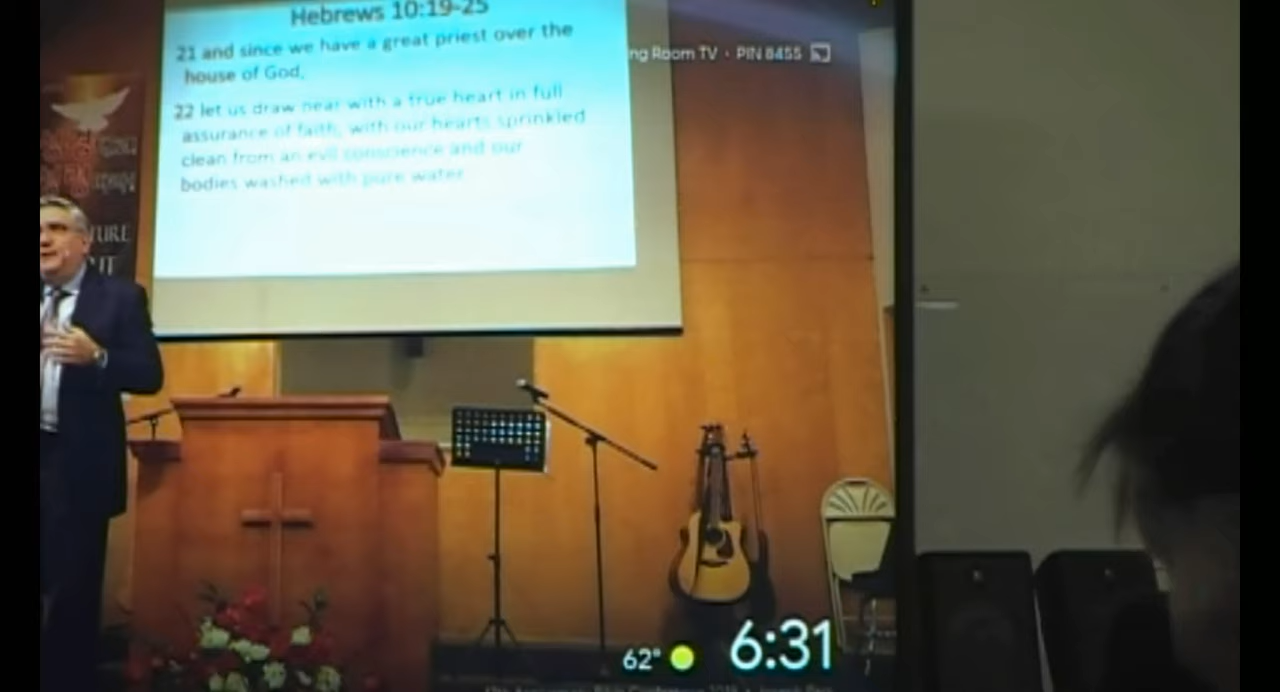 Hebrews 10:19-25
21 and since we have a great priest over the
house of God,
22 let us draw near with a true heart in full
assurance of faith, with our hearts sprinkled
clean from an evil conscience and our
bodies washed with pure water
ng Room TV · PIN 8455
TURE
62° 6:31